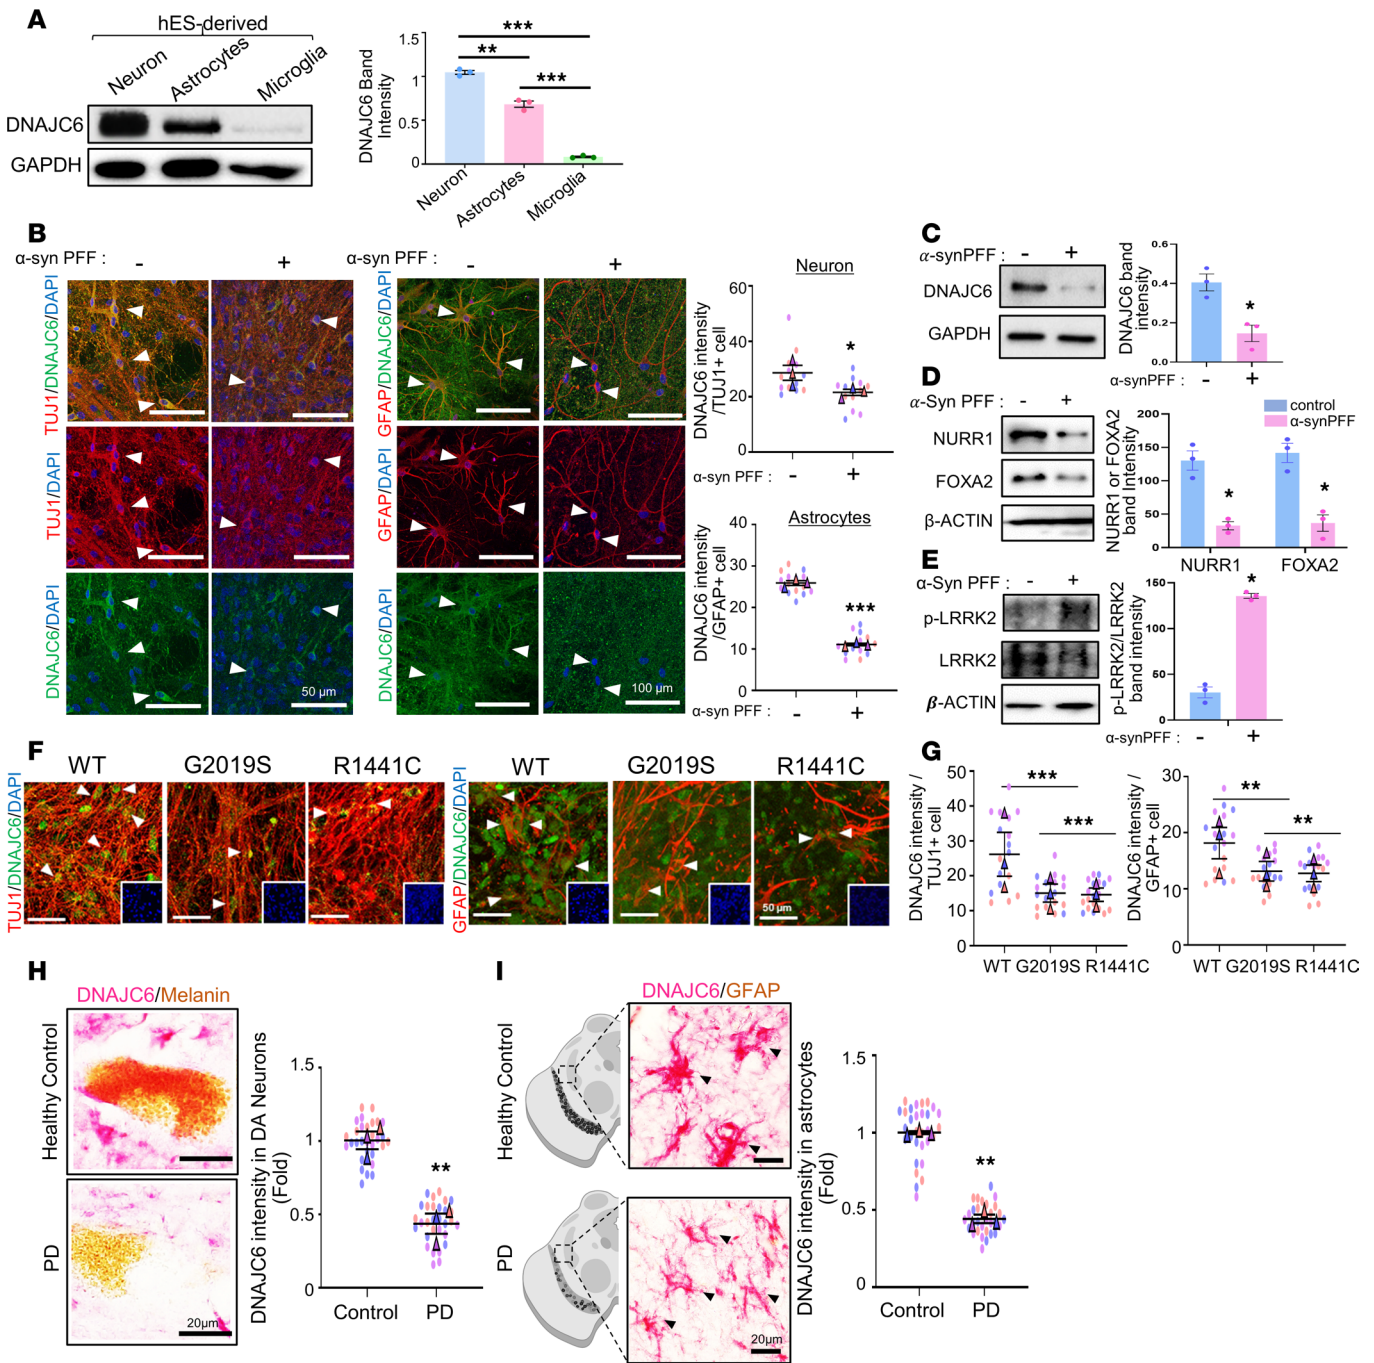 A
hES-derived
Neuron
Astrocytes
Microglia
DNAJC6
GAPDH
DNAJC6 Band
Intensity
1.5
1
0.5
0
***
**
***
Neuron
Astrocytes
Microglia
B
α-syn PFF :
-
+
TUJ1/DNAJC6/DAPI
TUJ1/DAPI
DNAJC6/DAPI
50 µm
α-syn PFF :
-
+
GFAP/DNAJC6/DAPI
GFAP/DAPI
DNAJC6/DAPI
100 µm
Neuron
DNAJC6 intensity
/TUJ1+ cell
60
40
20
0
*
α-syn PFF :
-
+
Astrocytes
DNAJC6 intensity
/GFAP+ cell
40
30
20
10
0
***
α-syn PFF :
-
+
C
α-synPFF :
-
+
DNAJC6
GAPDH
DNAJC6 band
intensity
0.6
0.4
0.2
0.0
*
α-synPFF :
-
+
D
α-Syn PFF :
-
+
NURR1
FOXA2
β-ACTIN
NURR1 or FOXA2
band Intensity
200
150
100
50
0
control
α-synPFF
*
*
NURR1
FOXA2
E
α-Syn PFF :
-
+
p-LRRK2
LRRK2
β-ACTIN
p-LRRK2/LRRK2
band intensity
150
100
50
0
*
α-synPFF :
-
+
F
WT
G2019S
R1441C
TUJ1/DNAJC6/DAPI
WT
G2019S
R1441C
GFAP/DNAJC6/DAPI
50 µm
G
DNAJC6 intensity /
TUJ1+ cell
50
40
30
20
10
0
***
***
WT
G2019S
R1441C
DNAJC6 intensity /
GFAP+ cell
30
20
10
0
**
**
WT
G2019S
R1441C
H
DNAJC6/Melanin
Healthy Control
PD
20µm
DNAJC6 intensity in DA Neurons
(Fold)
1.5
1
0.5
0
**
Control
PD
I
DNAJC6/GFAP
Healthy Control
PD
20µm
DNAJC6 intensity in astrocytes
(Fold)
1.5
1
0.5
0
**
Control
PD